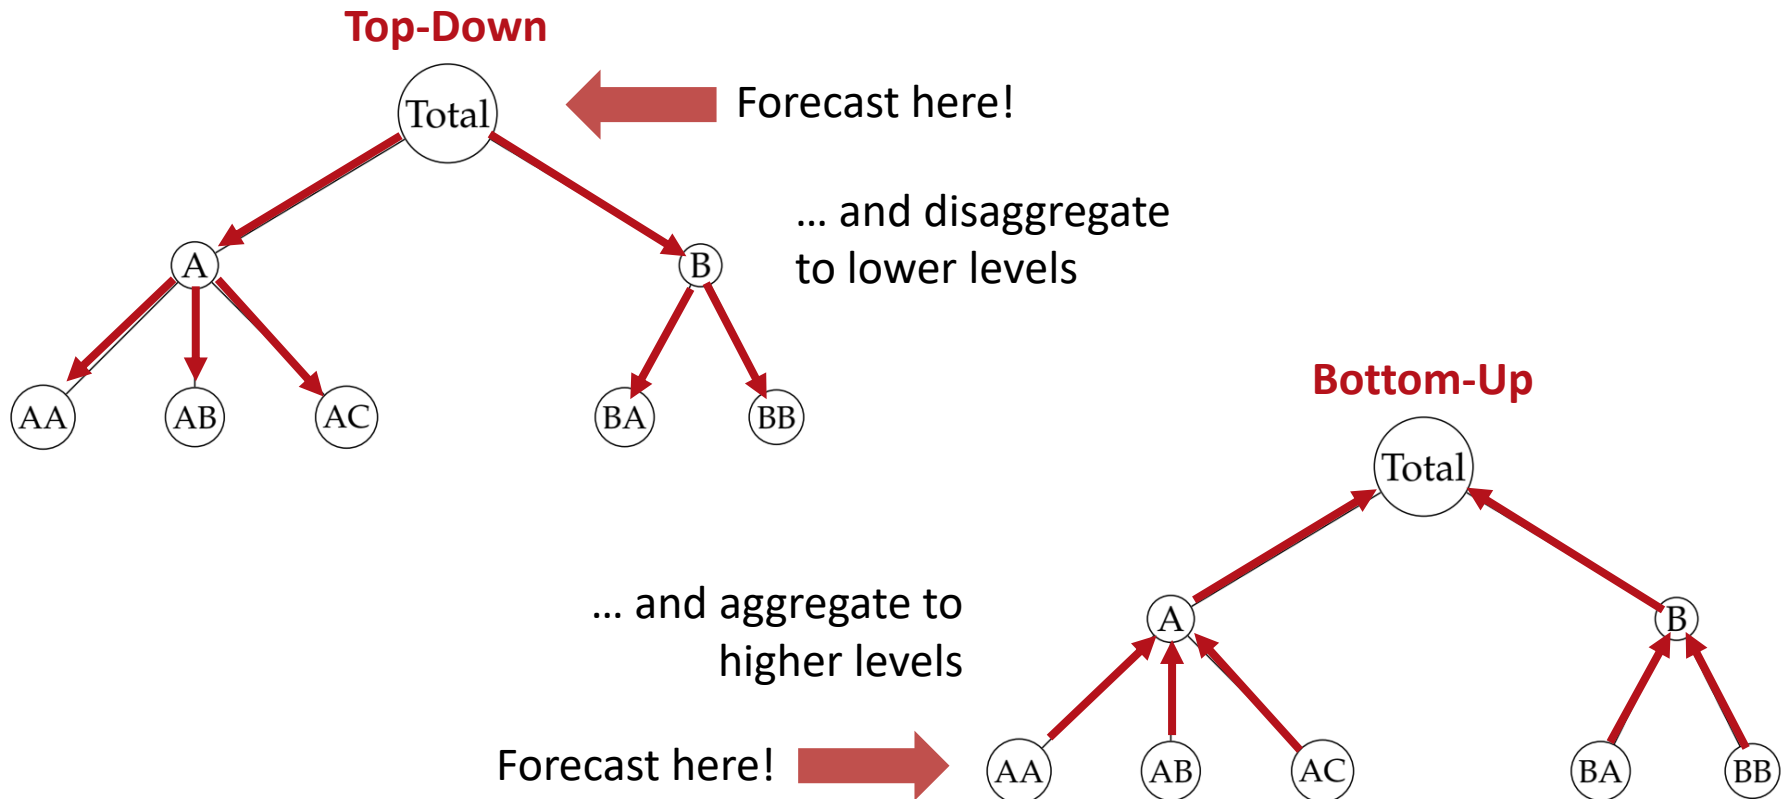 Top-Down
Total
Forecast here!
… and disaggregate
to lower levels
A
B
AA
AB
AC
BA
BB
Bottom-Up
Total
… and aggregate to
higher levels
A
B
Forecast here!
AA
AB
AC
BA
BB